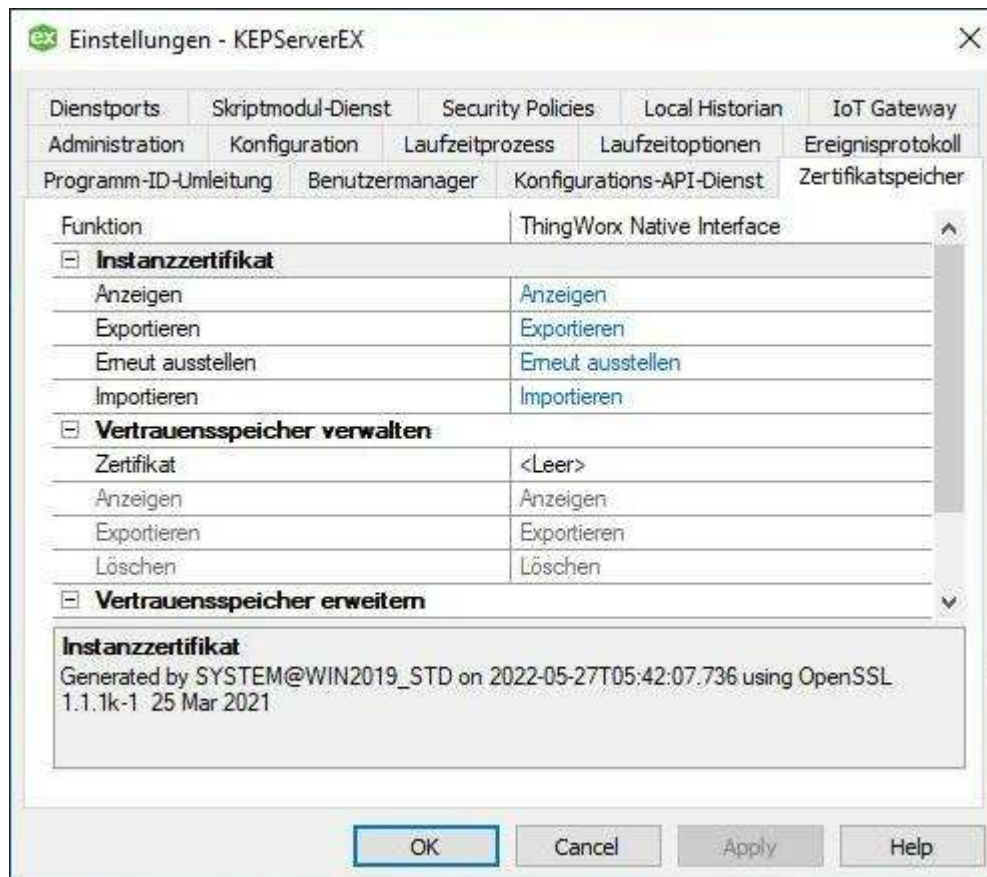 ex Einstellungen - KEPServerEX
Dienstports Skriptmodul-Dienst Security Policies Local Historian IoT Gateway
Administration Konfiguration Laufzeitprozess Laufzeitoptionen Ereignisprotokoll
Programm-ID-Umleitung Benutzermanager Konfigurations-API-Dienst Zertifikatspeicher
Funktion ThingWorx Native Interface
Instanzzertifikat
Anzeigen Anzeigen
Exportieren Exportieren
Erneut ausstellen Erneut ausstellen
Importieren Importieren
Vertrauensspeicher verwalten
Zertifikat <Leer>
Anzeigen Anzeigen
Exportieren Exportieren
Löschen Löschen
Vertrauensspeicher erweitern
Instanzzertifikat
Generated by SYSTEM@WIN2019_STD on 2022-05-27T05:42:07.736 using OpenSSL
1.1.1k-1 25 Mar 2021
OK Cancel Apply Help